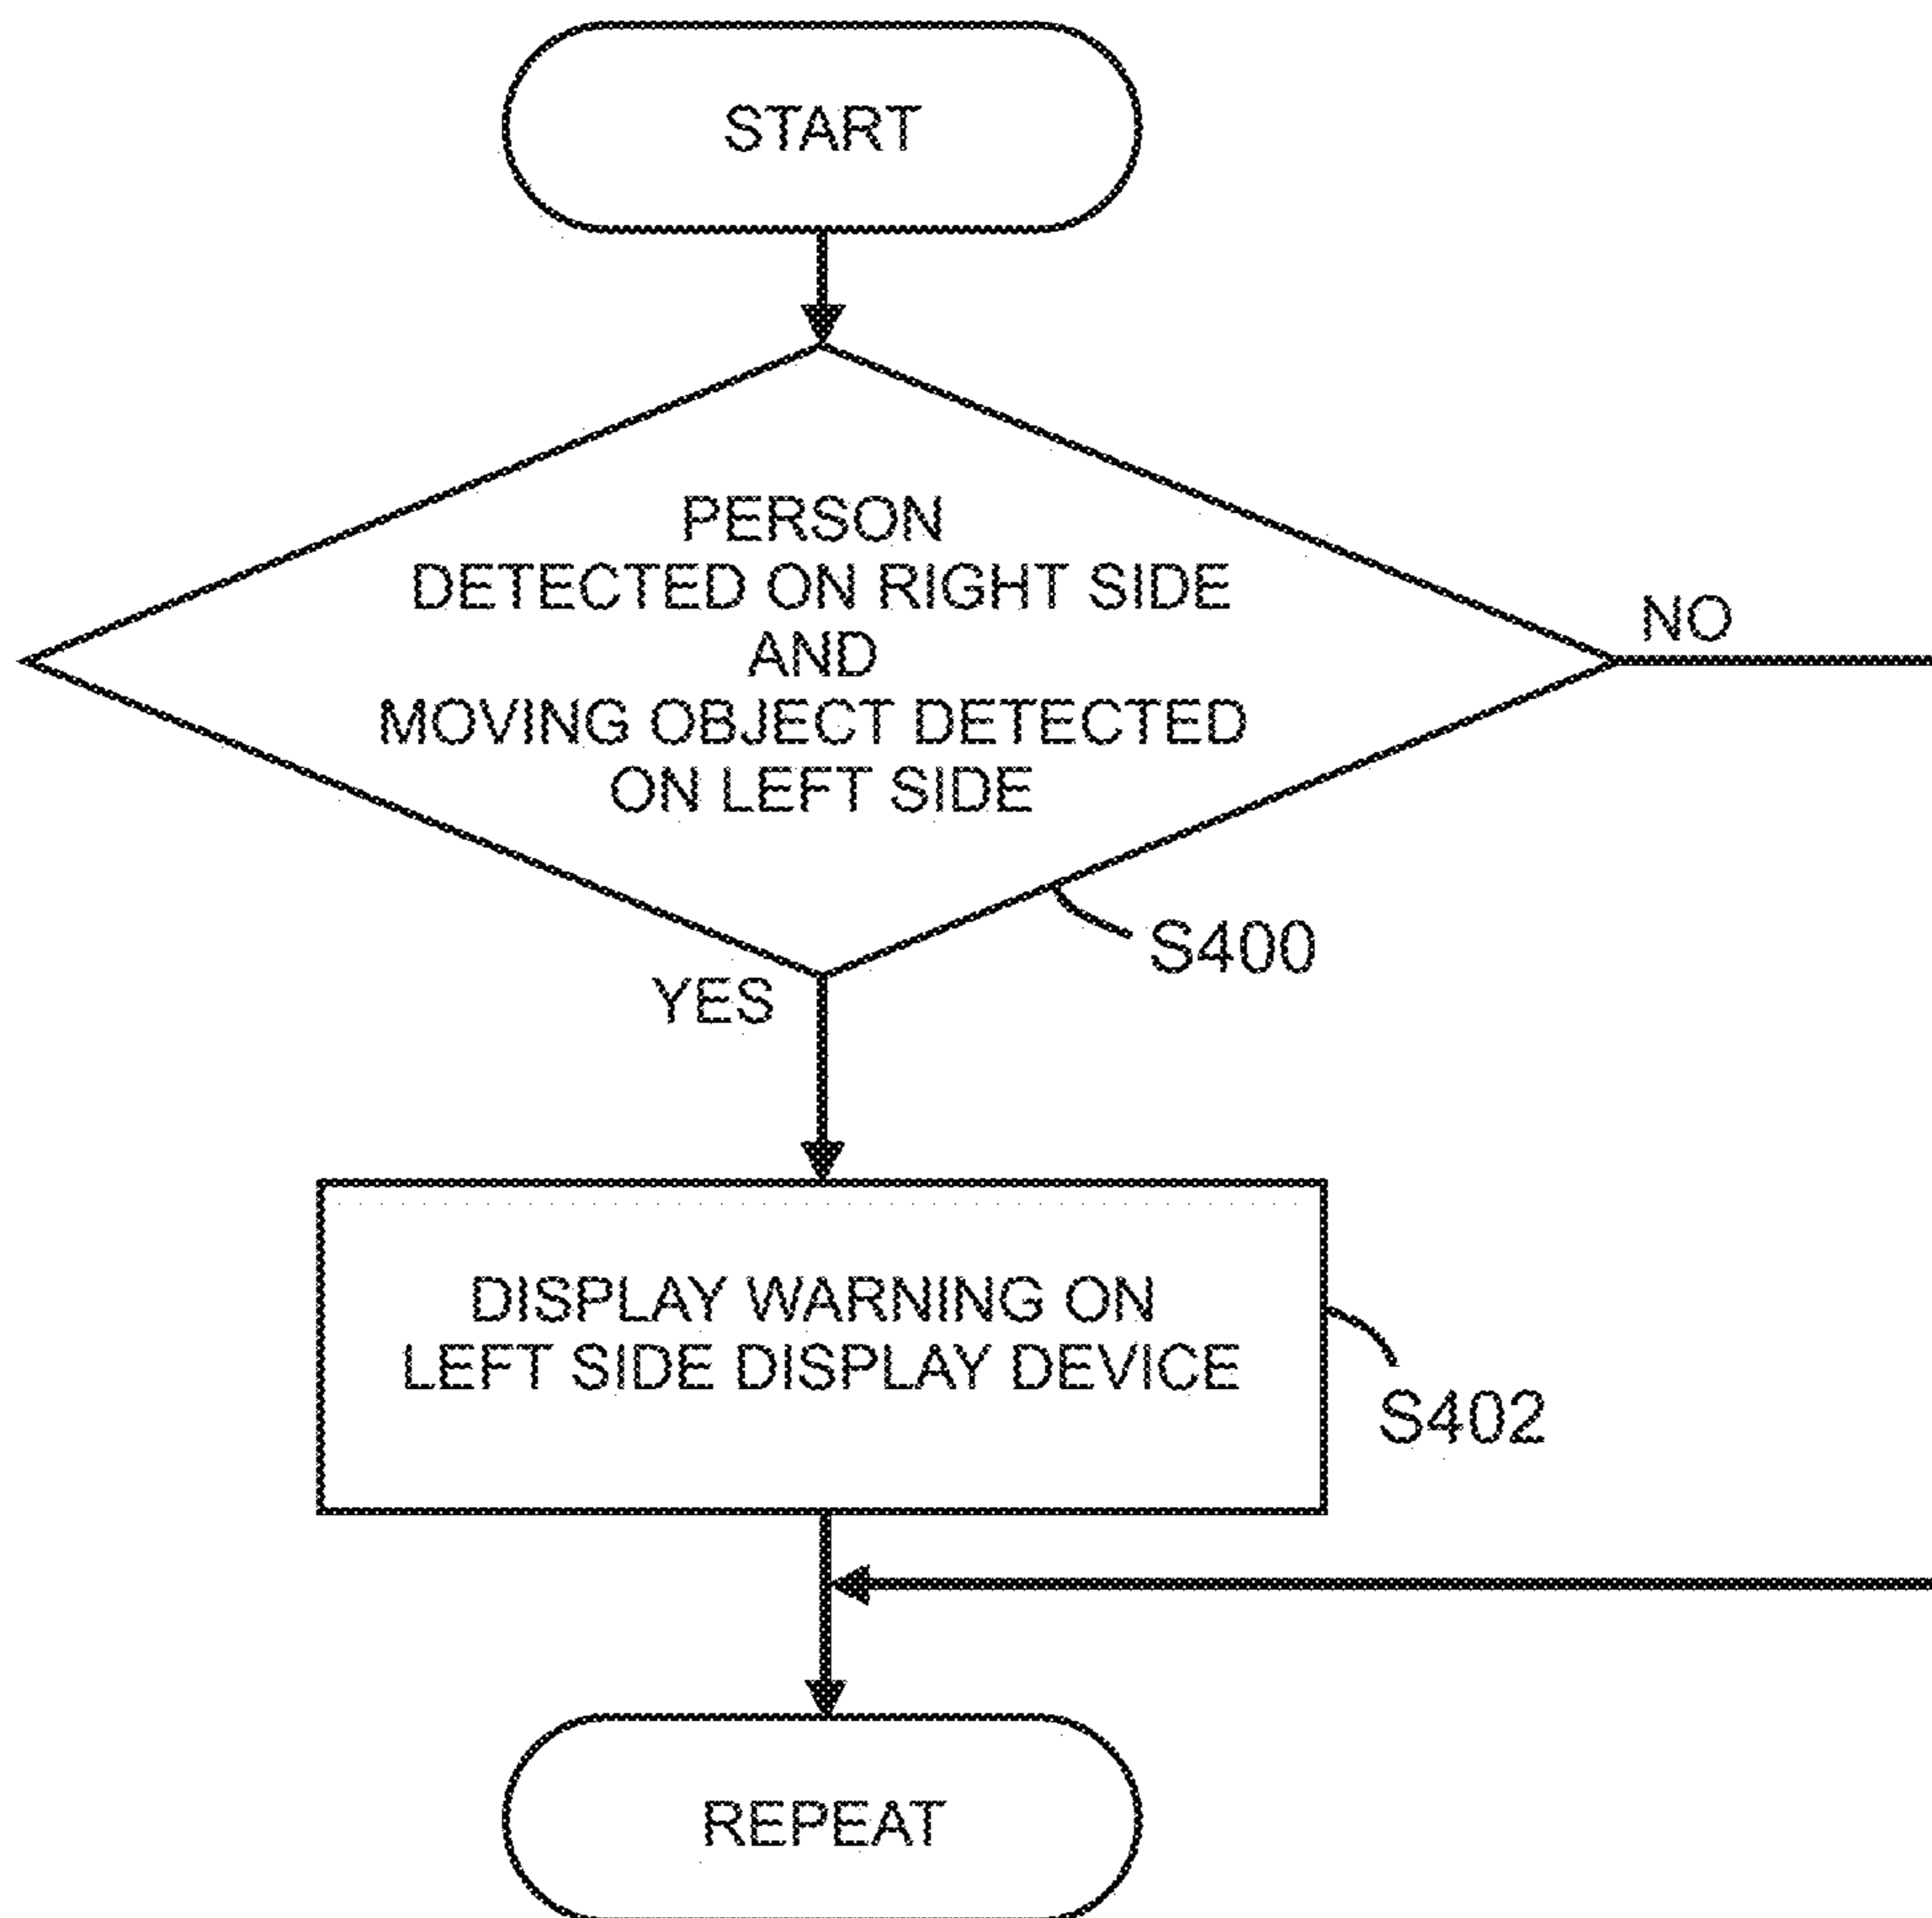 START
PERSON
DETECTED ON RIGHT SIDE
AND
MOVING OBJECT DETECTED
ON LEFT SIDE
NO
S400
YES
DISPLAY WARNING ON
LEFT SIDE DISPLAY DEVICE
S402
REPEAT